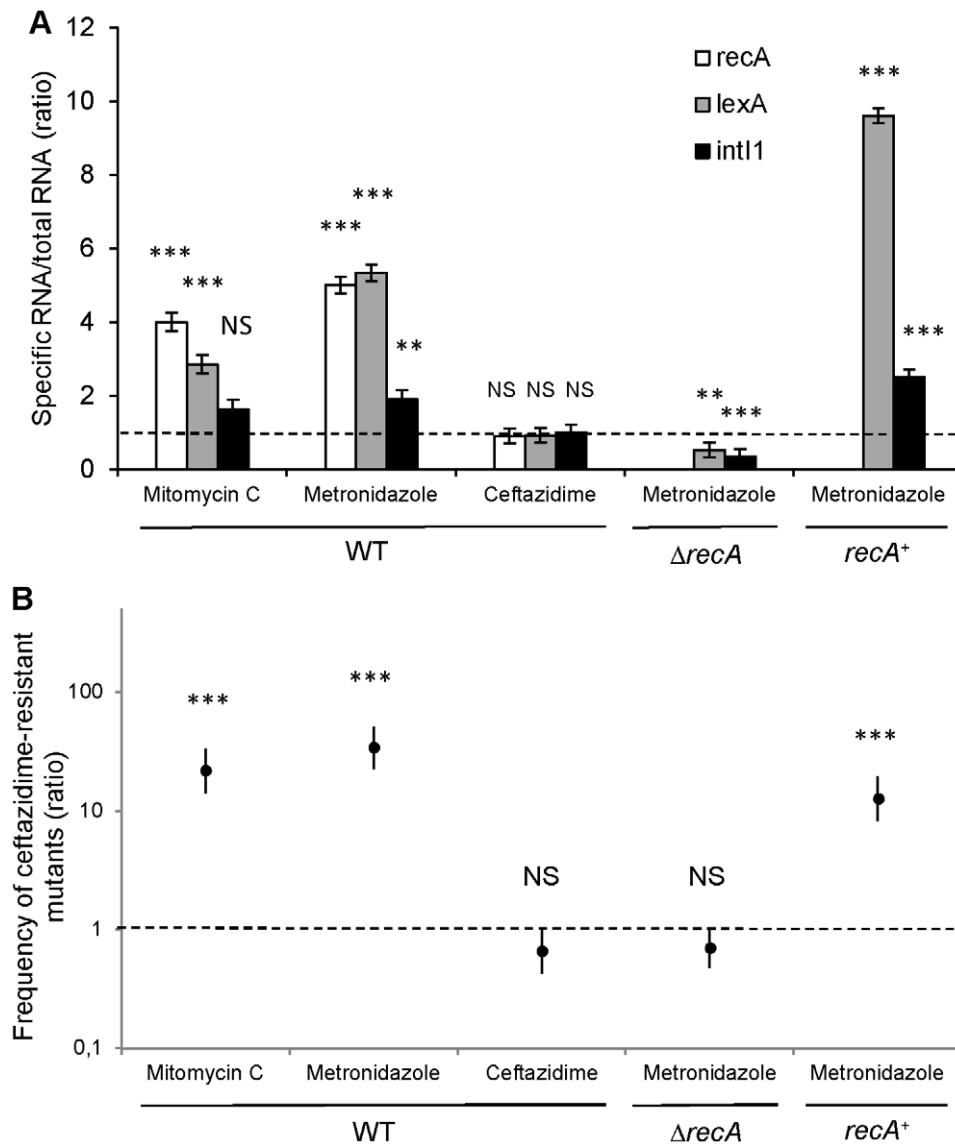 A
Specific RNA/total RNA (ratio)
12
10
8
6
4
2
0
recA
lexA
intI1
***
***
NS
***
***
**
NS NS NS
**
***
***
***
Mitomycin C Metronidazole Ceftazidime Metronidazole Metronidazole
WT ΔrecA recA⁺
B
Frequency of ceftazidime-resistant
mutants (ratio)
100
10
1
0,1
***
***
NS
NS
***
Mitomycin C Metronidazole Ceftazidime Metronidazole Metronidazole
WT ΔrecA recA⁺